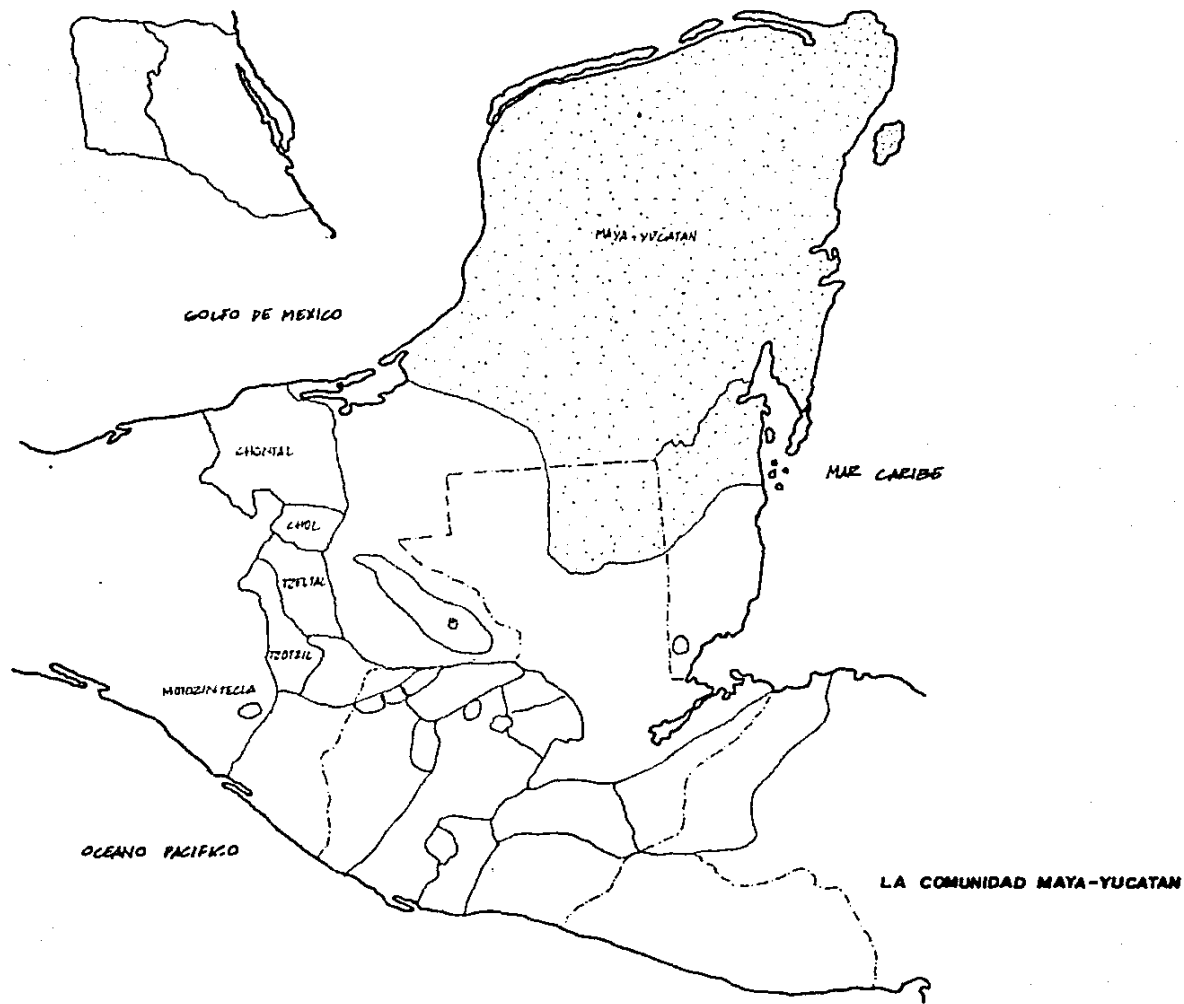 MAYA-YUCATAN
GOLFO DE MEXICO
CHONTAL
MAR CARIBE
CHOL
TZELTAL
TZOTZIL
MOTOZINTECLA
OCEANO PACIFICO
LA COMUNIDAD MAYA-YUCATAN